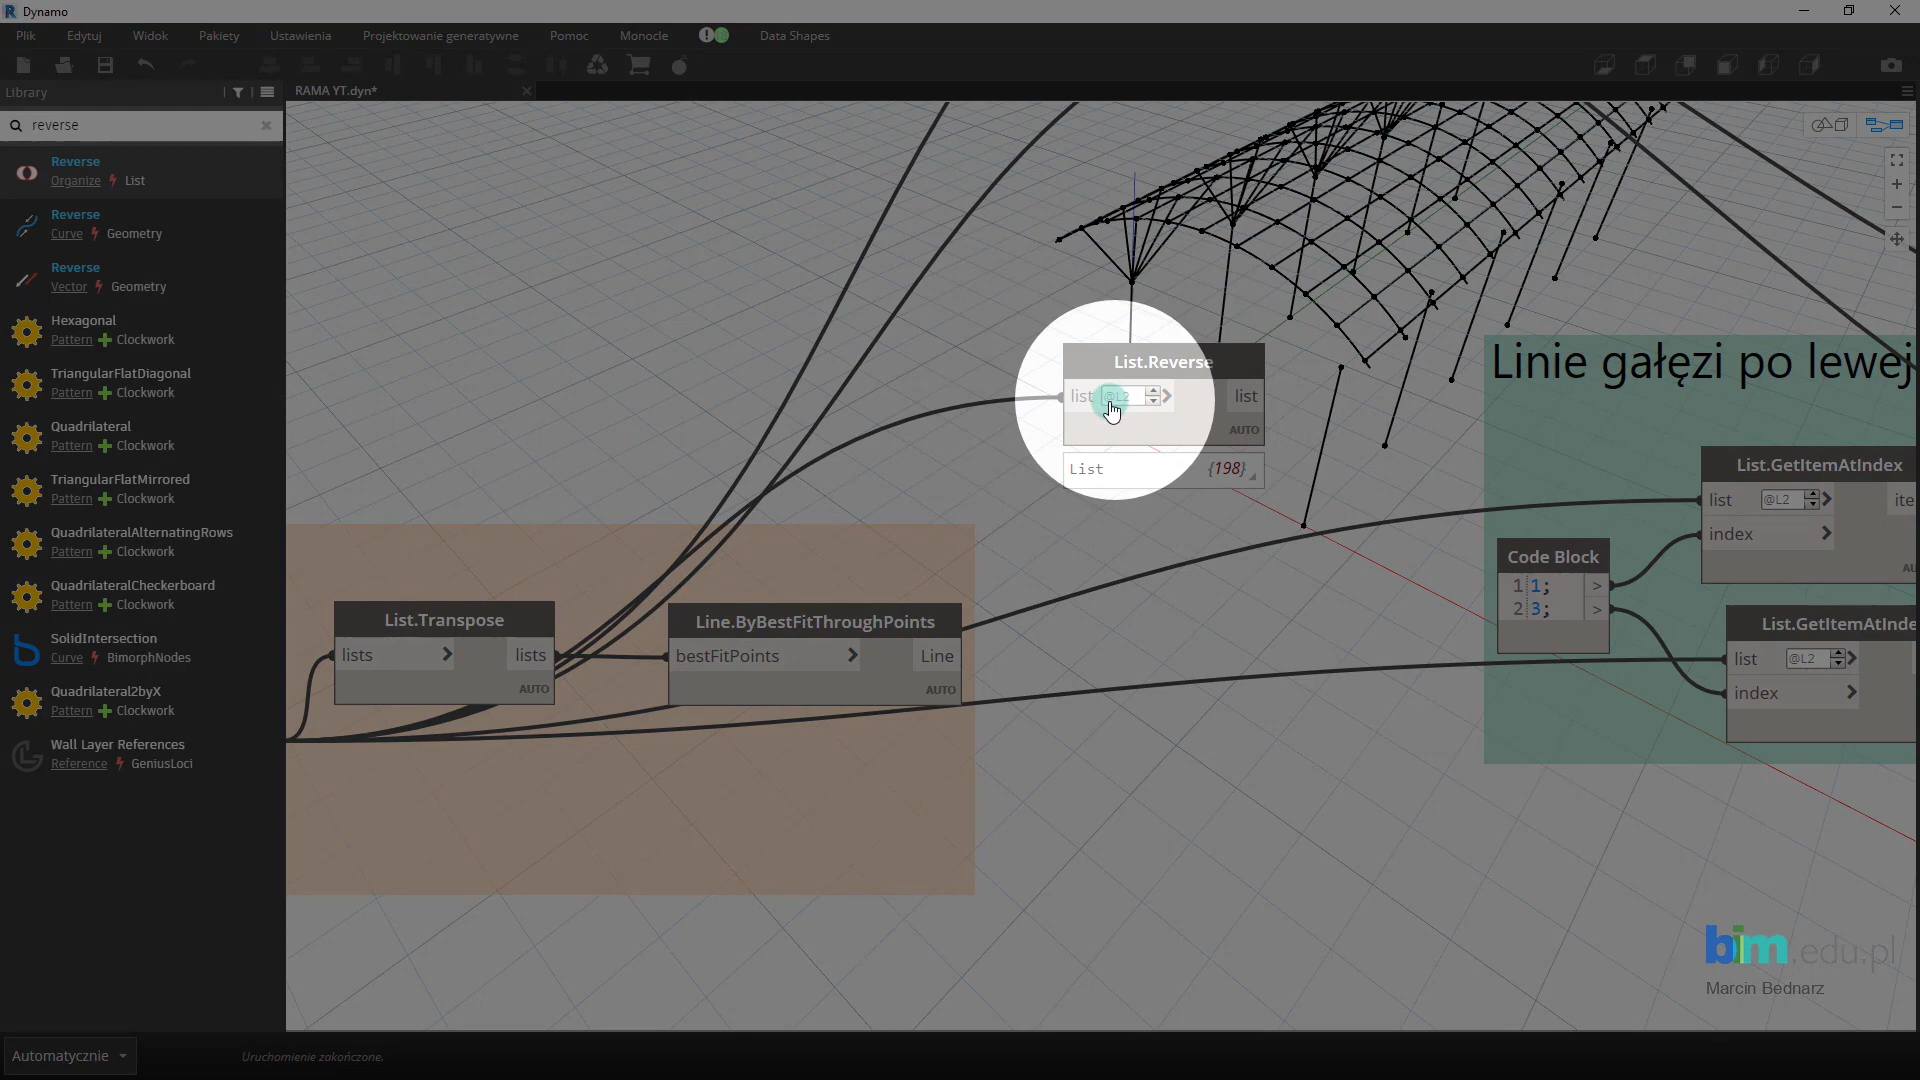 Dynamo
Plik Edytuj Widok Pakiety Ustawienia Projektowanie generatywne Pomoc Monocle Data Shapes
Library
RAMA YT.dyn*
reverse
Reverse
Organize List
Reverse
Curve Geometry
Reverse
Vector Geometry
Hexagonal
Pattern Clockwork
TriangularFlatDiagonal
Pattern Clockwork
Quadrilateral
Pattern Clockwork
TriangularFlatMirrored
Pattern Clockwork
QuadrilateralAlternatingRows
Pattern Clockwork
QuadrilateralCheckerboard
Pattern Clockwork
SolidIntersection
Curve BimorphNodes
Quadrilateral2byX
Pattern Clockwork
Wall Layer References
Reference GeniusLoci
List.Reverse
list @L2 > list
AUTO
List {198}
Linie gałęzi po lewej
List.GetItemAtIndex
list @L2 > ite
index >
AU
Code Block
1 1; >
2 3; >
List.GetItemAtInde
list @L2 >
index >
List.Transpose
lists > lists
AUTO
Line.ByBestFitThroughPoints
bestFitPoints > Line
AUTO
bim.edu.pl
Marcin Bednarz
Automatycznie
Uruchomienie zakończone.